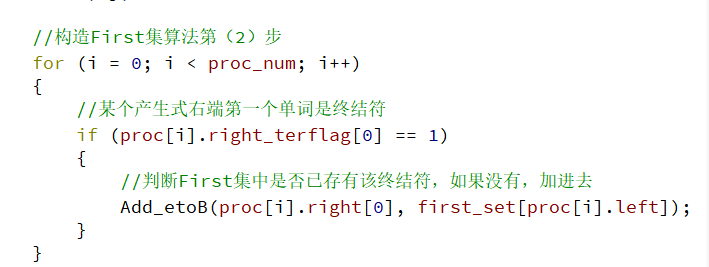 //构造First集算法第（2）步
for (i = 0; i < proc_num; i++)
{
//某个产生式右端第一个单词是终结符
if (proc[i].right_terflag[0] == 1)
{
//判断First集中是否已存有该终结符，如果没有，加进去
Add_etoB(proc[i].right[0], first_set[proc[i].left]);
}
}